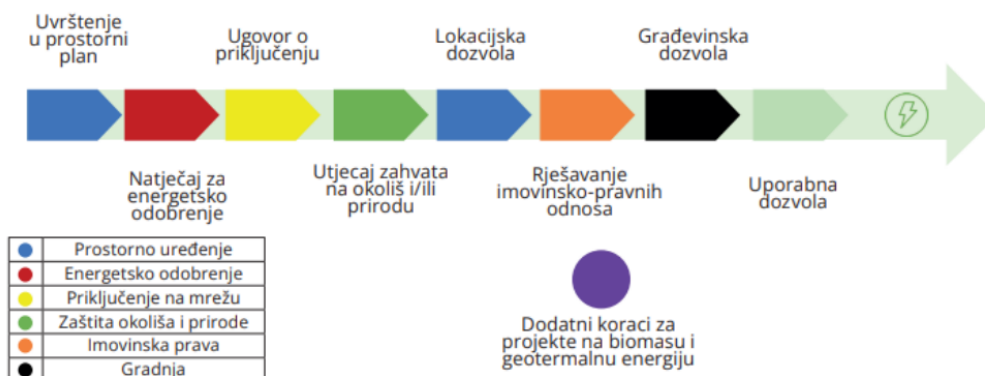 Uvrštenje
u prostorni
plan
Ugovor o
priključenju
Lokacijska
dozvola
Građevinska
dozvola
Natječaj za
energetsko
odobrenje
Utjecaj zahvata
na okoliš i/ili
prirodu
Rješavanje
imovinsko-pravnih
odnosa
Uporabna
dozvola
Prostorno uređenje
Energetsko odobrenje
Priključenje na mrežu
Zaštita okoliša i prirode
Imovinska prava
Gradnja
Dodatni koraci za
projekte na biomasu i
geotermalnu energiju